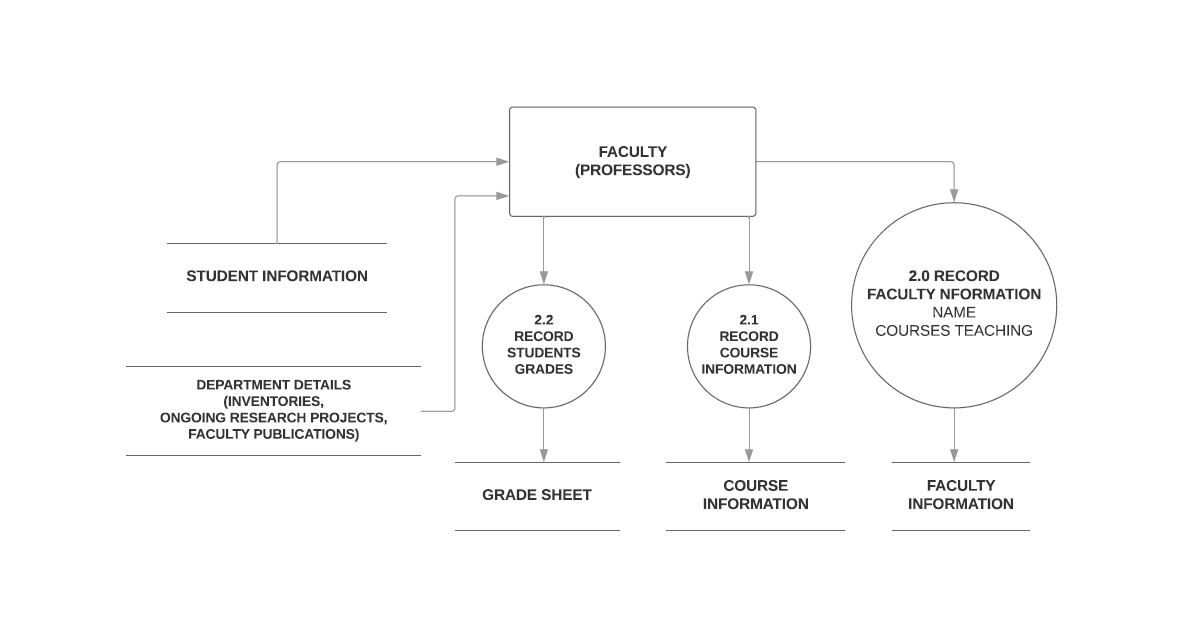 FACULTY
(PROFESSORS)
STUDENT INFORMATION
DEPARTMENT DETAILS
(INVENTORIES,
ONGOING RESEARCH PROJECTS,
FACULTY PUBLICATIONS)
2.2
RECORD
STUDENTS
GRADES
2.1
RECORD
COURSE
INFORMATION
2.0 RECORD
FACULTY NFORMATION
NAME
COURSES TEACHING
GRADE SHEET
COURSE
INFORMATION
FACULTY
INFORMATION